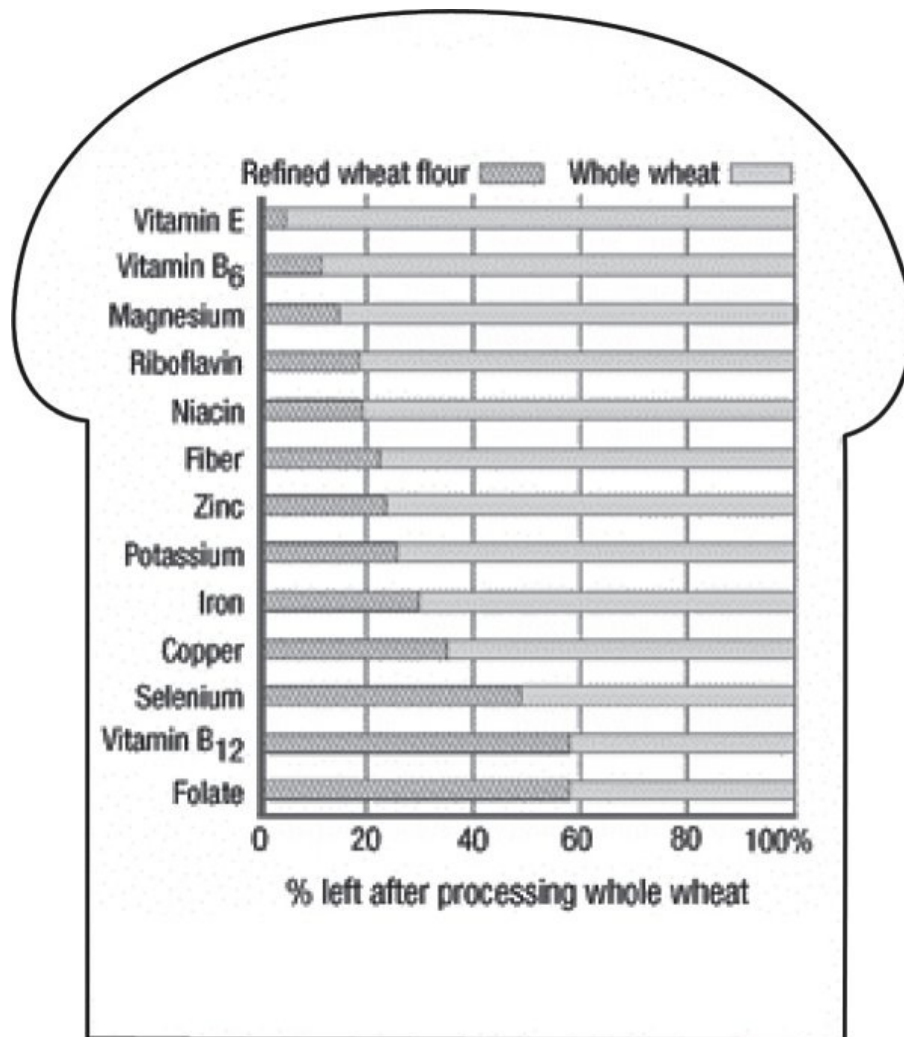 Refined wheat flour Whole wheat
Vitamin E
Vitamin B₆
Magnesium
Riboflavin
Niacin
Fiber
Zinc
Potassium
Iron
Copper
Selenium
Vitamin B₁₂
Folate
0 20 40 60 80 100%
% left after processing whole wheat